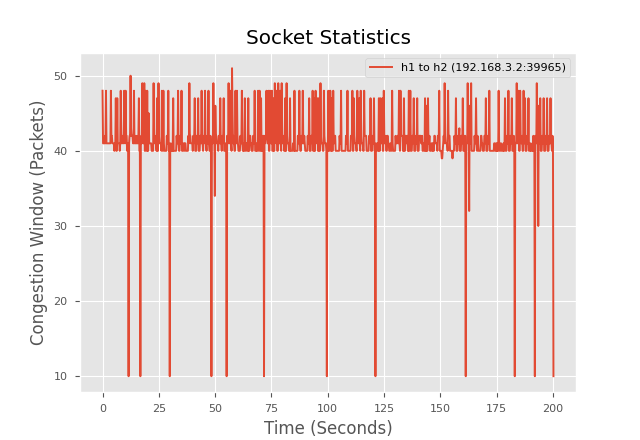 Socket Statistics
h1 to h2 (192.168.3.2:39965)
Congestion Window (Packets)
50
40
30
20
10
0 25 50 75 100 125 150 175 200
Time (Seconds)